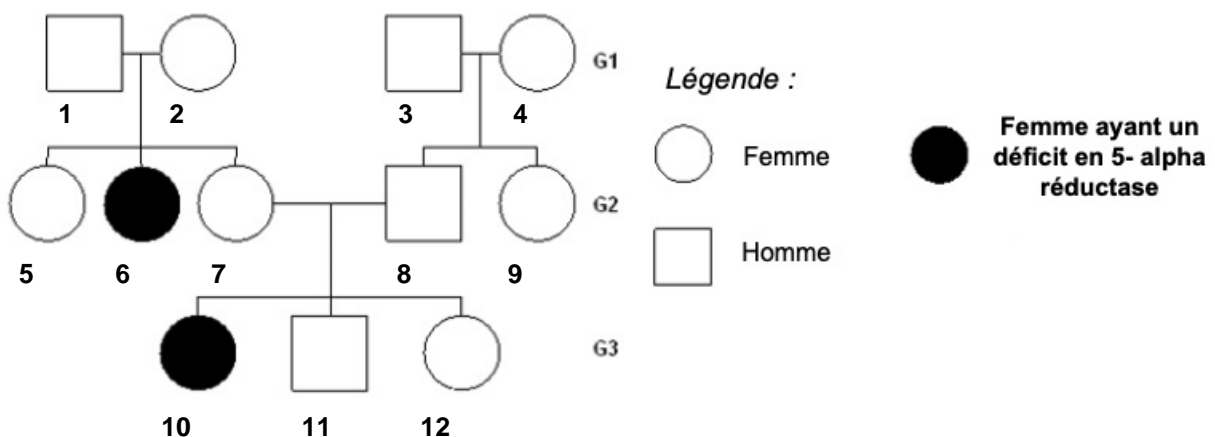 G1
1 2 3 4
G2
5 6 7 8 9
G3
10 11 12
Légende :
Femme
Homme
Femme ayant un
déficit en 5- alpha
réductase